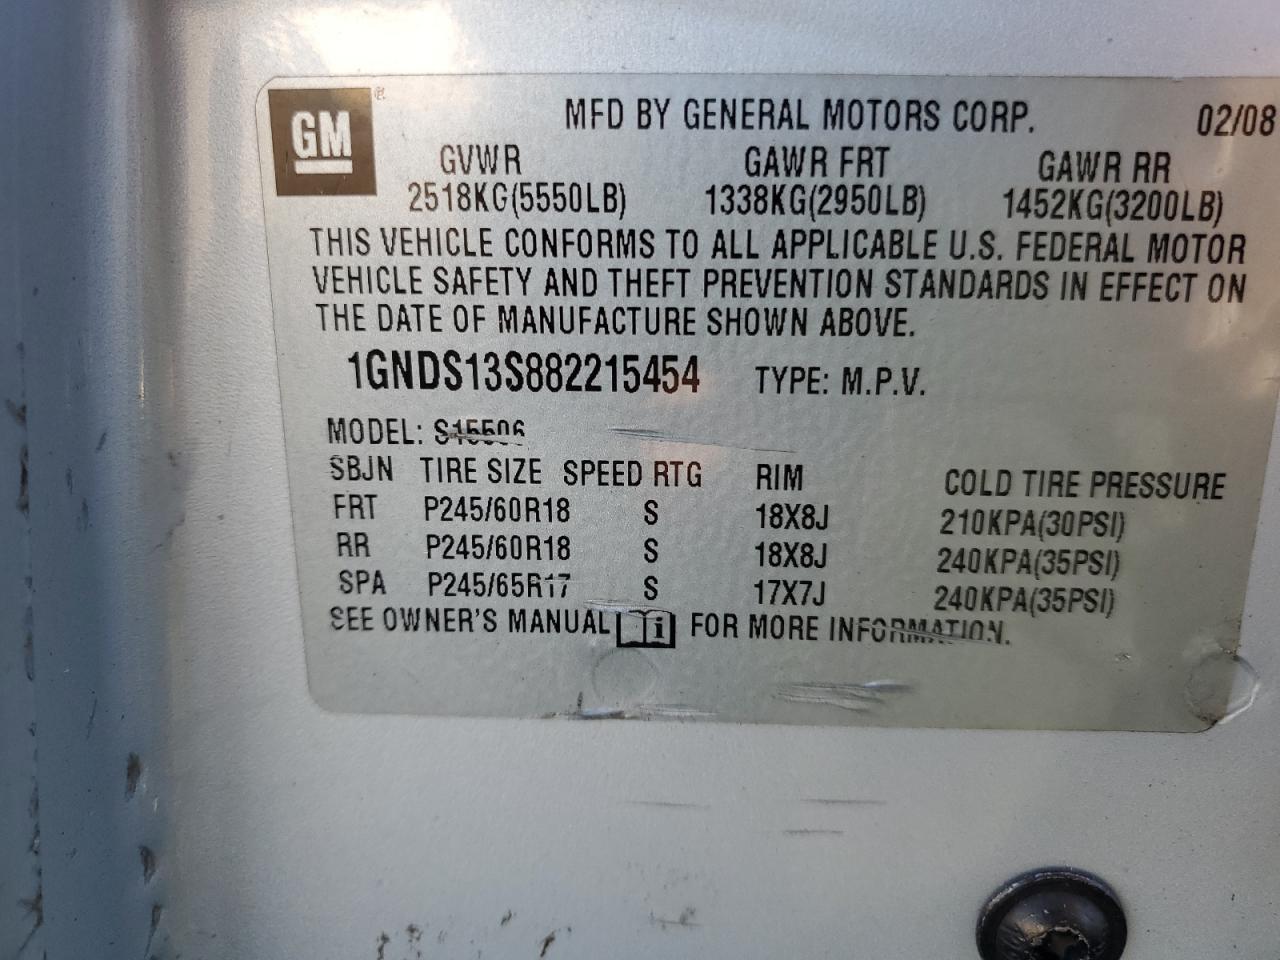 GM ®
MFD BY GENERAL MOTORS CORP. 02/08
GVWR GAWR FRT GAWR RR
2518KG(5550LB) 1338KG(2950LB) 1452KG(3200LB)
THIS VEHICLE CONFORMS TO ALL APPLICABLE U.S. FEDERAL MOTOR
VEHICLE SAFETY AND THEFT PREVENTION STANDARDS IN EFFECT ON
THE DATE OF MANUFACTURE SHOWN ABOVE.
1GNDS13S882215454 TYPE: M.P.V.
MODEL: S15506
SBJN TIRE SIZE SPEED RTG RIM COLD TIRE PRESSURE
FRT P245/60R18 S 18X8J 210KPA(30PSI)
RR P245/60R18 S 18X8J 240KPA(35PSI)
SPA P245/65R17 S 17X7J 240KPA(35PSI)
SEE OWNER'S MANUAL i FOR MORE INFORMATION.